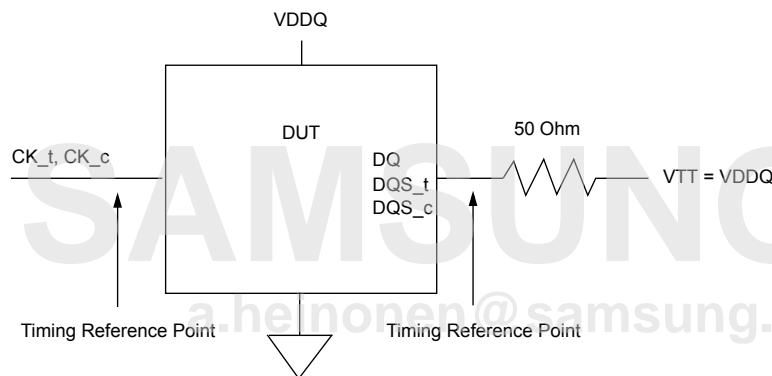 VDDQ
DUT
50 Ohm
CK_t, CK_c
DQ
DQS_t
DQS_c
VTT = VDDQ
SAMSUNG
a.heinonen@samsung.
Timing Reference Point
Timing Reference Point